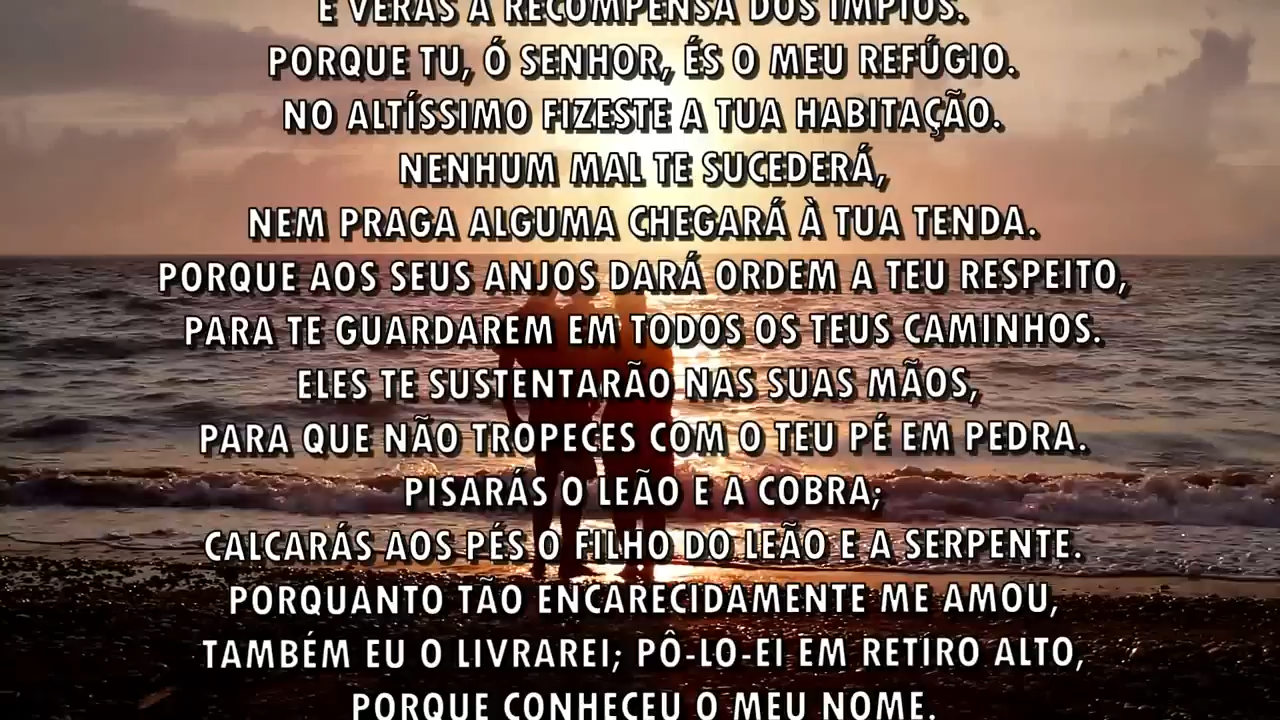 E VERÁS A RECOMPENSA DOS ÍMPIOS.
PORQUE TU, Ó SENHOR, ÉS O MEU REFÚGIO.
NO ALTÍSSIMO FIZESTE A TUA HABITAÇÃO.
NENHUM MAL TE SUCEDERÁ,
NEM PRAGA ALGUMA CHEGARÁ À TUA TENDA.
PORQUE AOS SEUS ANJOS DARÁ ORDEM A TEU RESPEITO,
PARA TE GUARDAREM EM TODOS OS TEUS CAMINHOS.
ELES TE SUSTENTARÃO NAS SUAS MÃOS,
PARA QUE NÃO TROPECES COM O TEU PÉ EM PEDRA.
PISARÁS O LEÃO E A COBRA;
CALCARÁS AOS PÉS O FILHO DO LEÃO E A SERPENTE.
PORQUANTO TÃO ENCARECIDAMENTE ME AMOU,
TAMBÉM EU O LIVRAREI; PÔ-LO-EI EM RETIRO ALTO,
PORQUE CONHECEU O MEU NOME.